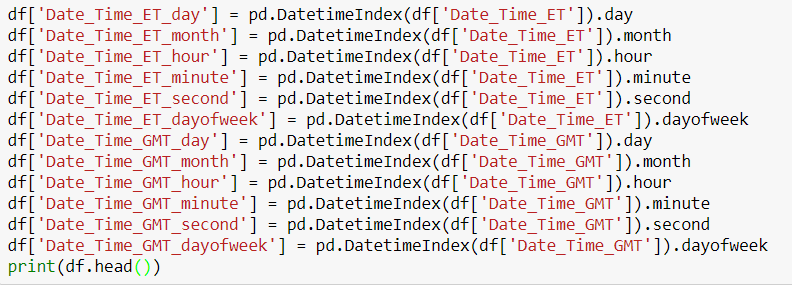 df['Date_Time_ET_day'] = pd.DatetimeIndex(df['Date_Time_ET']).day
df['Date_Time_ET_month'] = pd.DatetimeIndex(df['Date_Time_ET']).month
df['Date_Time_ET_hour'] = pd.DatetimeIndex(df['Date_Time_ET']).hour
df['Date_Time_ET_minute'] = pd.DatetimeIndex(df['Date_Time_ET']).minute
df['Date_Time_ET_second'] = pd.DatetimeIndex(df['Date_Time_ET']).second
df['Date_Time_ET_dayofweek'] = pd.DatetimeIndex(df['Date_Time_ET']).dayofweek
df['Date_Time_GMT_day'] = pd.DatetimeIndex(df['Date_Time_GMT']).day
df['Date_Time_GMT_month'] = pd.DatetimeIndex(df['Date_Time_GMT']).month
df['Date_Time_GMT_hour'] = pd.DatetimeIndex(df['Date_Time_GMT']).hour
df['Date_Time_GMT_minute'] = pd.DatetimeIndex(df['Date_Time_GMT']).minute
df['Date_Time_GMT_second'] = pd.DatetimeIndex(df['Date_Time_GMT']).second
df['Date_Time_GMT_dayofweek'] = pd.DatetimeIndex(df['Date_Time_GMT']).dayofweek
print(df.head())